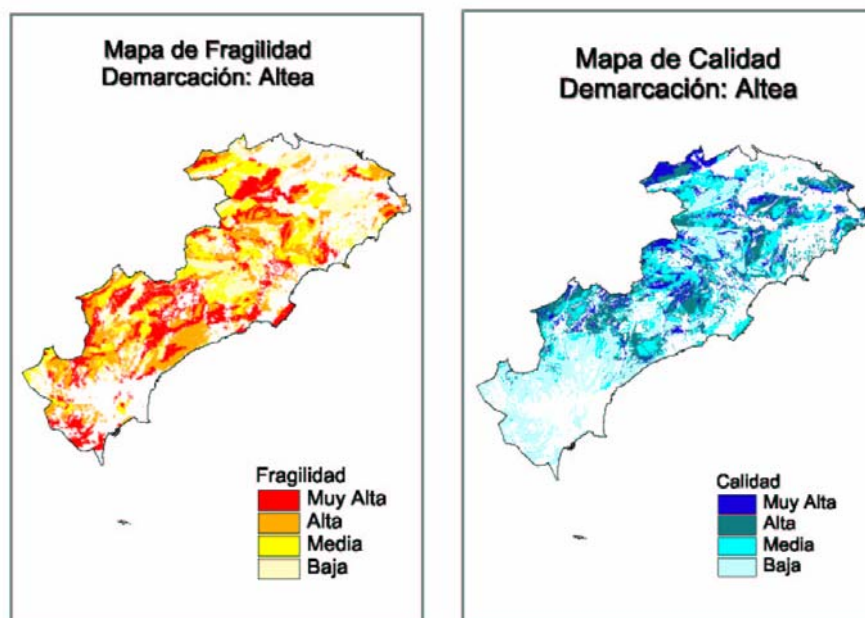 Mapa de Fragilidad
Demarcación: Altea
Fragilidad
Muy Alta
Alta
Media
Baja
Mapa de Calidad
Demarcación: Altea
Calidad
Muy Alta
Alta
Media
Baja